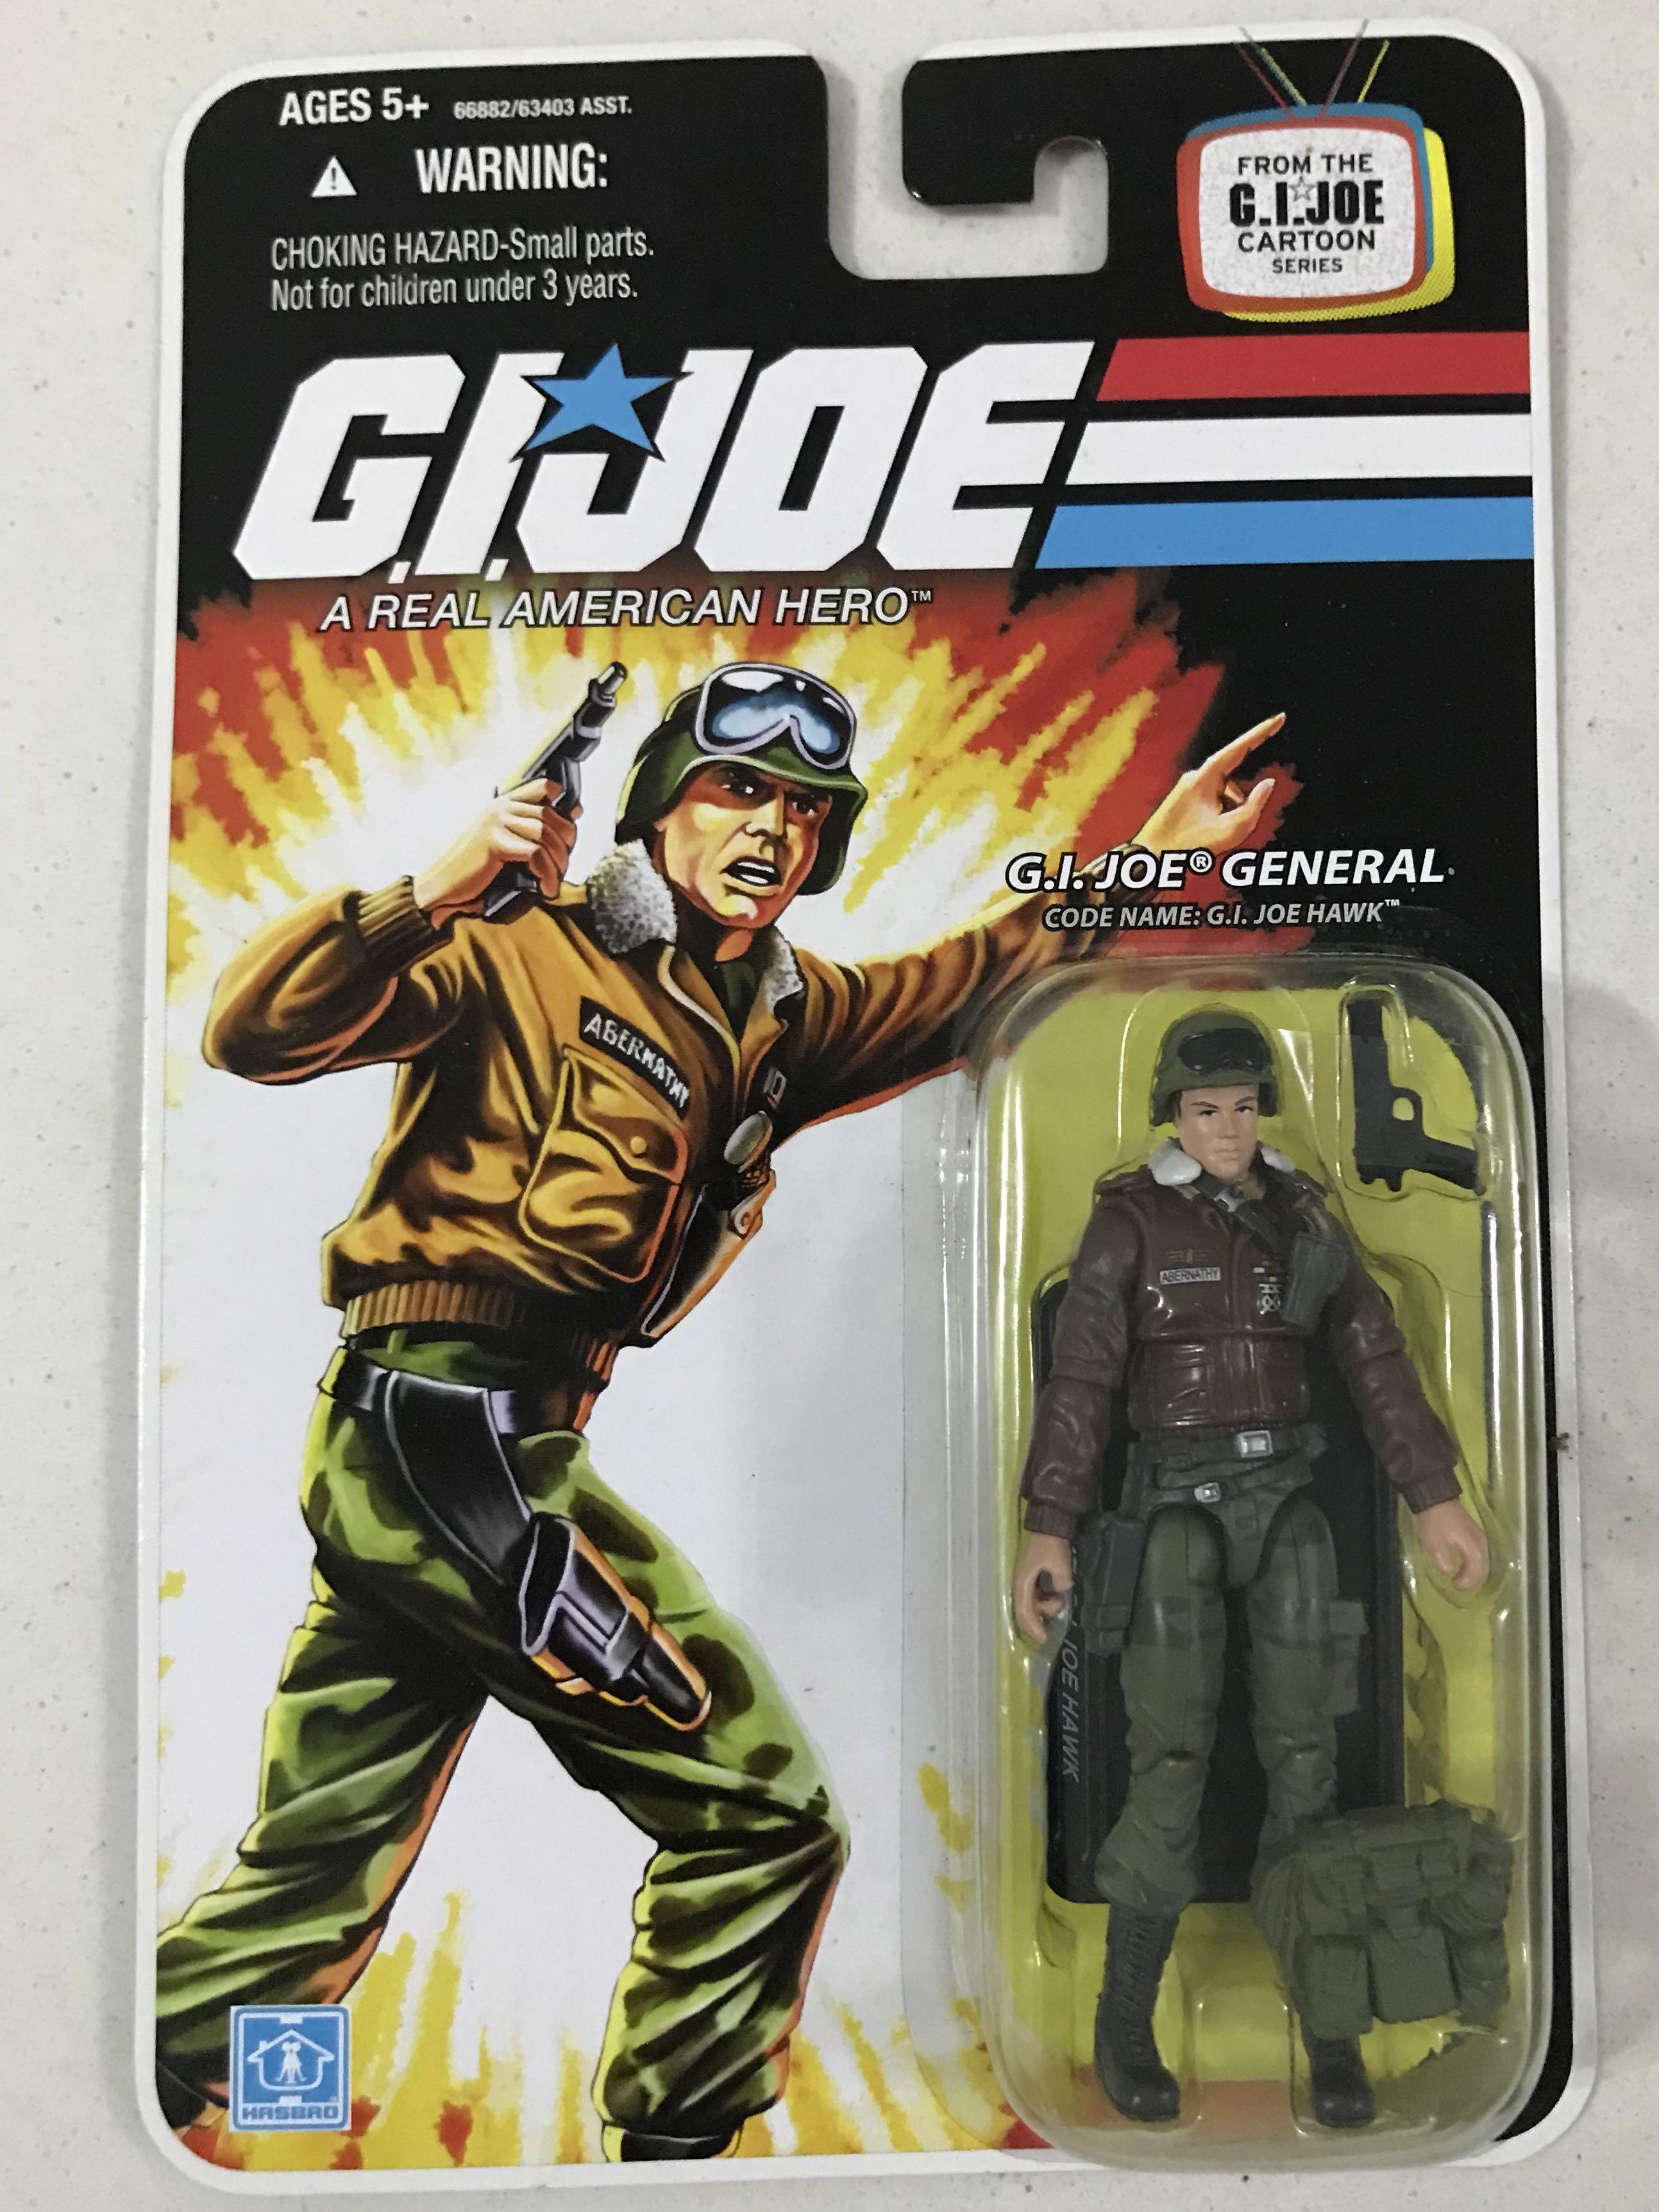 AGES 5+ 66882/63403 ASST.
WARNING:
CHOKING HAZARD-Small parts.
Not for children under 3 years.
FROM THE
G.I.JOE
CARTOON
SERIES
G.I.JOE
A REAL AMERICAN HERO™
G.I. JOE® GENERAL
CODE NAME: G.I. JOE HAWK™
ABERNATHY
ABERNATHY
JOE HAWK
HASBRO